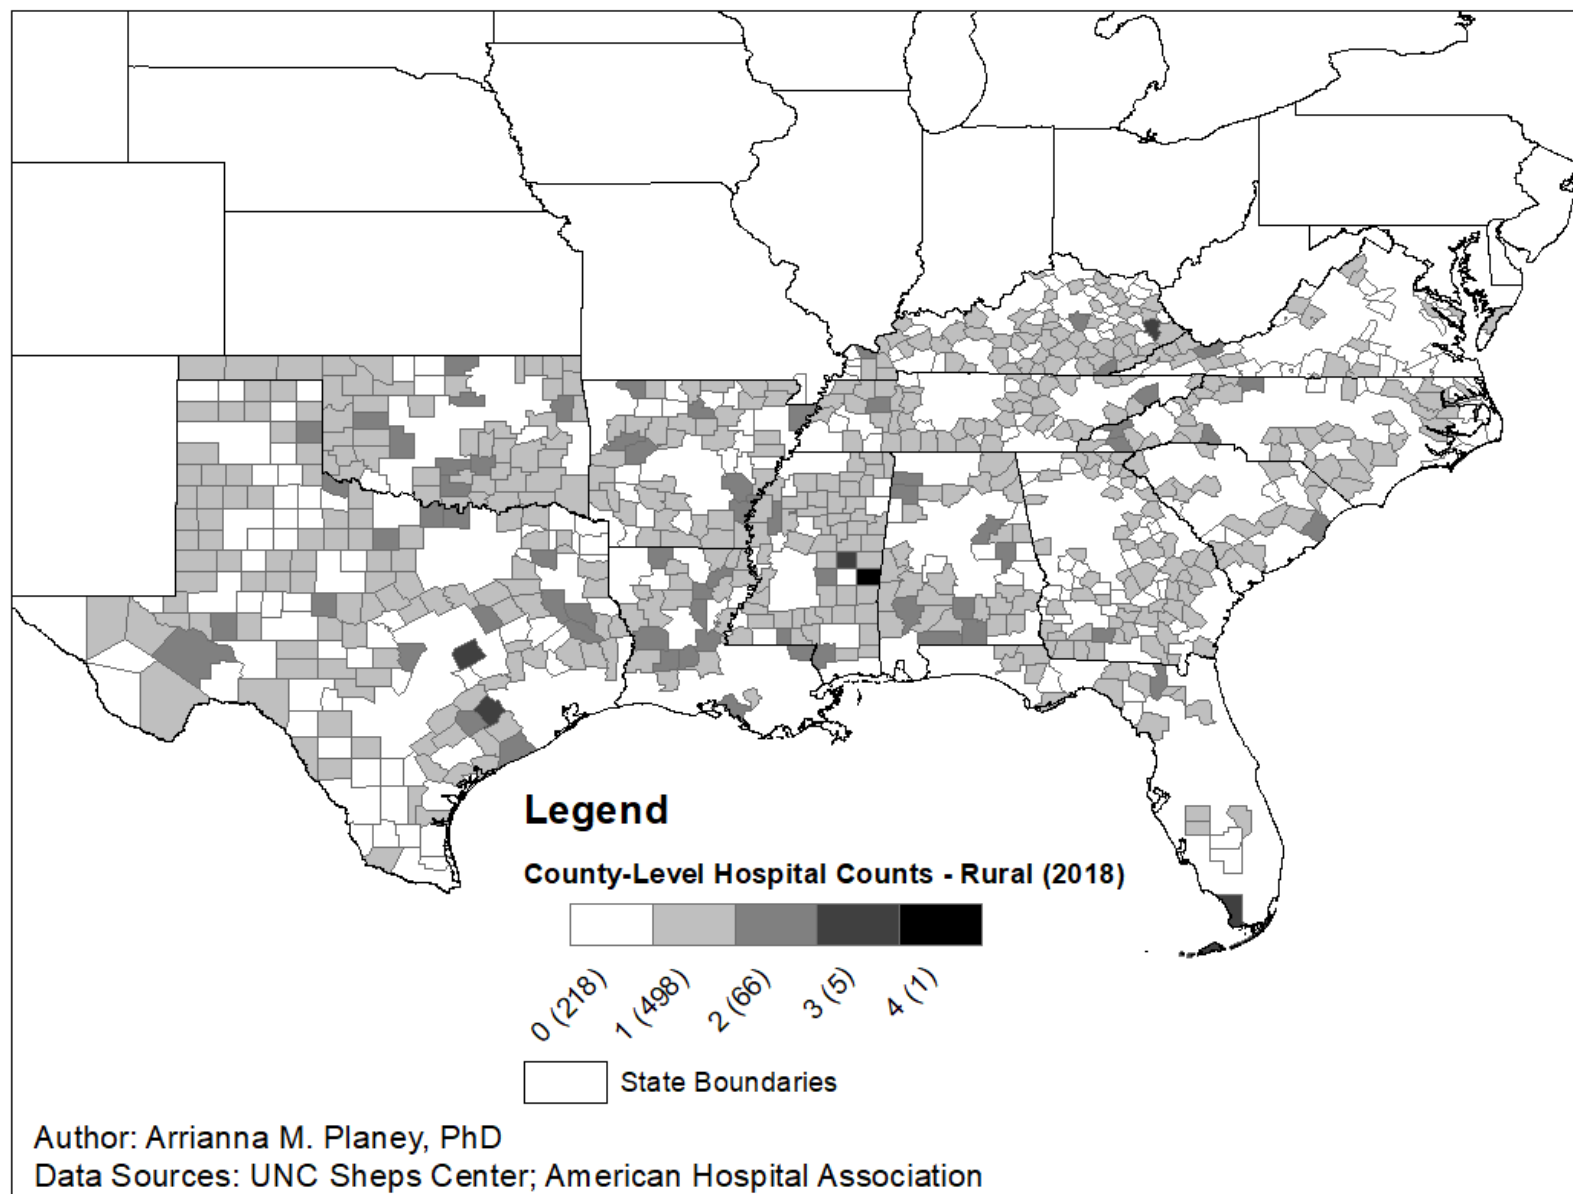 Legend
County-Level Hospital Counts - Rural (2018)
0 (218)
1 (498)
2 (66)
3 (5)
4 (1)
State Boundaries
Author: Arrianna M. Planey, PhD
Data Sources: UNC Sheps Center; American Hospital Association